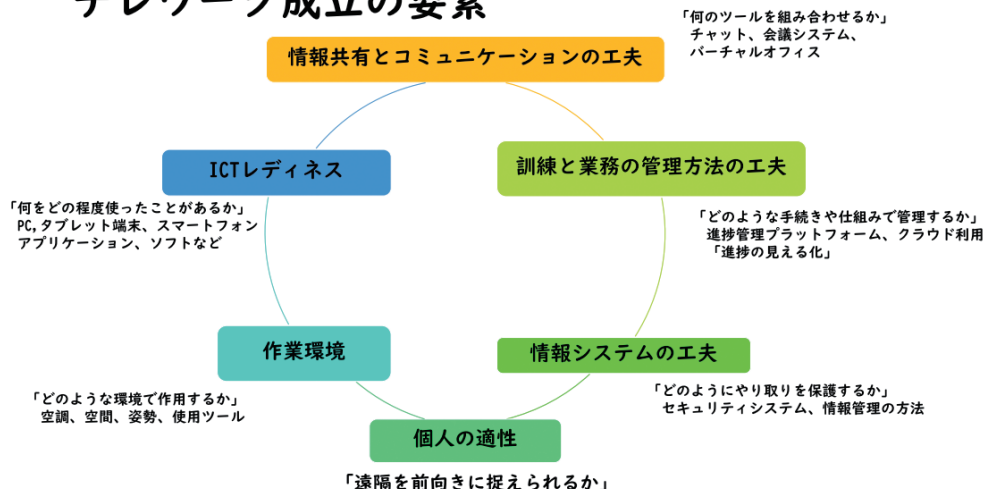 テレワーク成立の要素
「何のツールを組み合わせるか」
チャット、会議システム、
バーチャルオフィス
情報共有とコミュニケーションの工夫
ICTレディネス
訓練と業務の管理方法の工夫
「何をどの程度使ったことがあるか」
PC,タブレット端末、スマートフォン
アプリケーション、ソフトなど
「どのような手続きや仕組みで管理するか」
進捗管理プラットフォーム、クラウド利用
「進捗の見える化」
作業環境
情報システムの工夫
「どのような環境で作用するか」
空調、空間、姿勢、使用ツール
「どのようにやり取りを保護するか」
セキュリティシステム、情報管理の方法
個人の適性
「遠隔を前向きに捉えられるか」